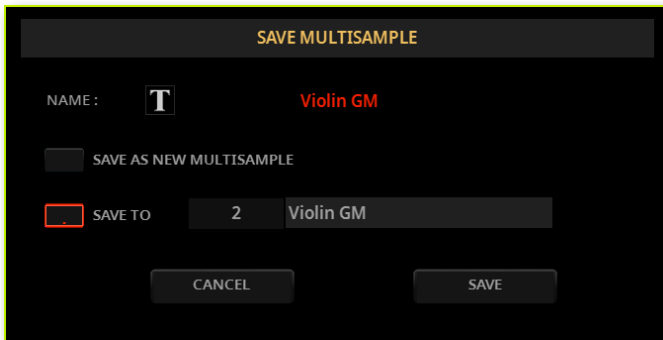 SAVE MULTISAMPLE
NAME : T Violin GM
SAVE AS NEW MULTISAMPLE
SAVE TO 2 Violin GM
CANCEL SAVE